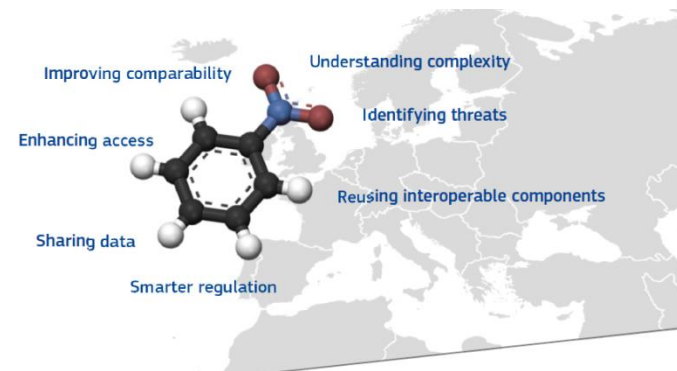 Improving comparability
Understanding complexity
Identifying threats
Enhancing access
Reusing interoperable components
Sharing data
Smarter regulation